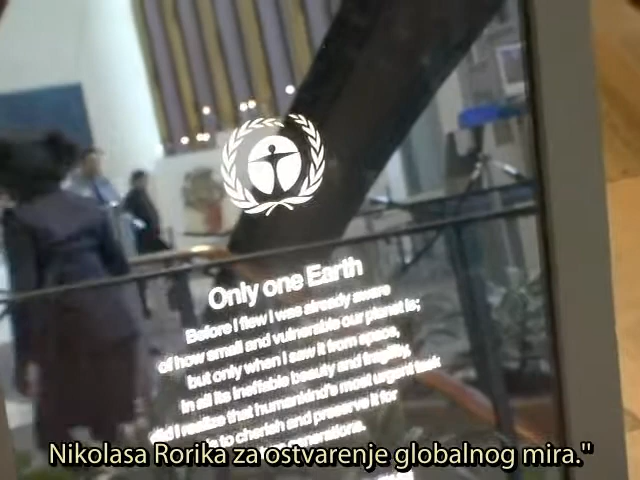 Only one Earth
Before I flew I was already aware
of how small and vulnerable our planet is;
but only when I saw it from space,
in all its ineffable beauty and fragility,
did I realize that humankind's most urgent task
is to cherish and preserve it for
generations.
Nikolasa Rorika za ostvarenje globalnog mira."